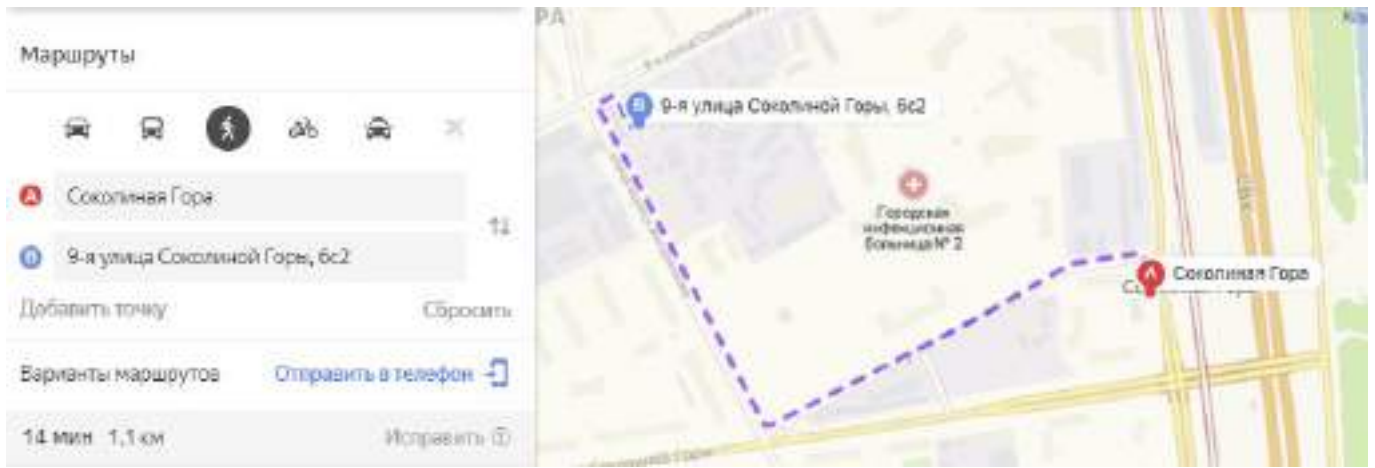 Маршруты
A Соколиная Гора
B 9-я улица Соколиной Горы, 6с2
Добавить точку Сбросить
Варианты маршрутов Отправить в телефон
14 мин 1,1 км Исправить
РА
B 9-я улица Соколиной Горы, 6с2
Городская
инфекционная
больница № 2
A Соколиная Гора